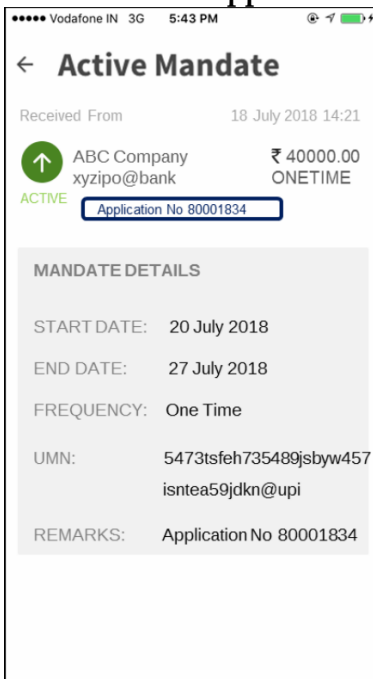 Vodafone IN 3G 5:43 PM
← Active Mandate
Received From 18 July 2018 14:21
ABC Company ₹ 40000.00
xyzipo@bank ONETIME
ACTIVE
Application No 80001834
MANDATE DETAILS
START DATE: 20 July 2018
END DATE: 27 July 2018
FREQUENCY: One Time
UMN: 5473tsfeh735489jsbyw457
isntea59jdkn@upi
REMARKS: Application No 80001834